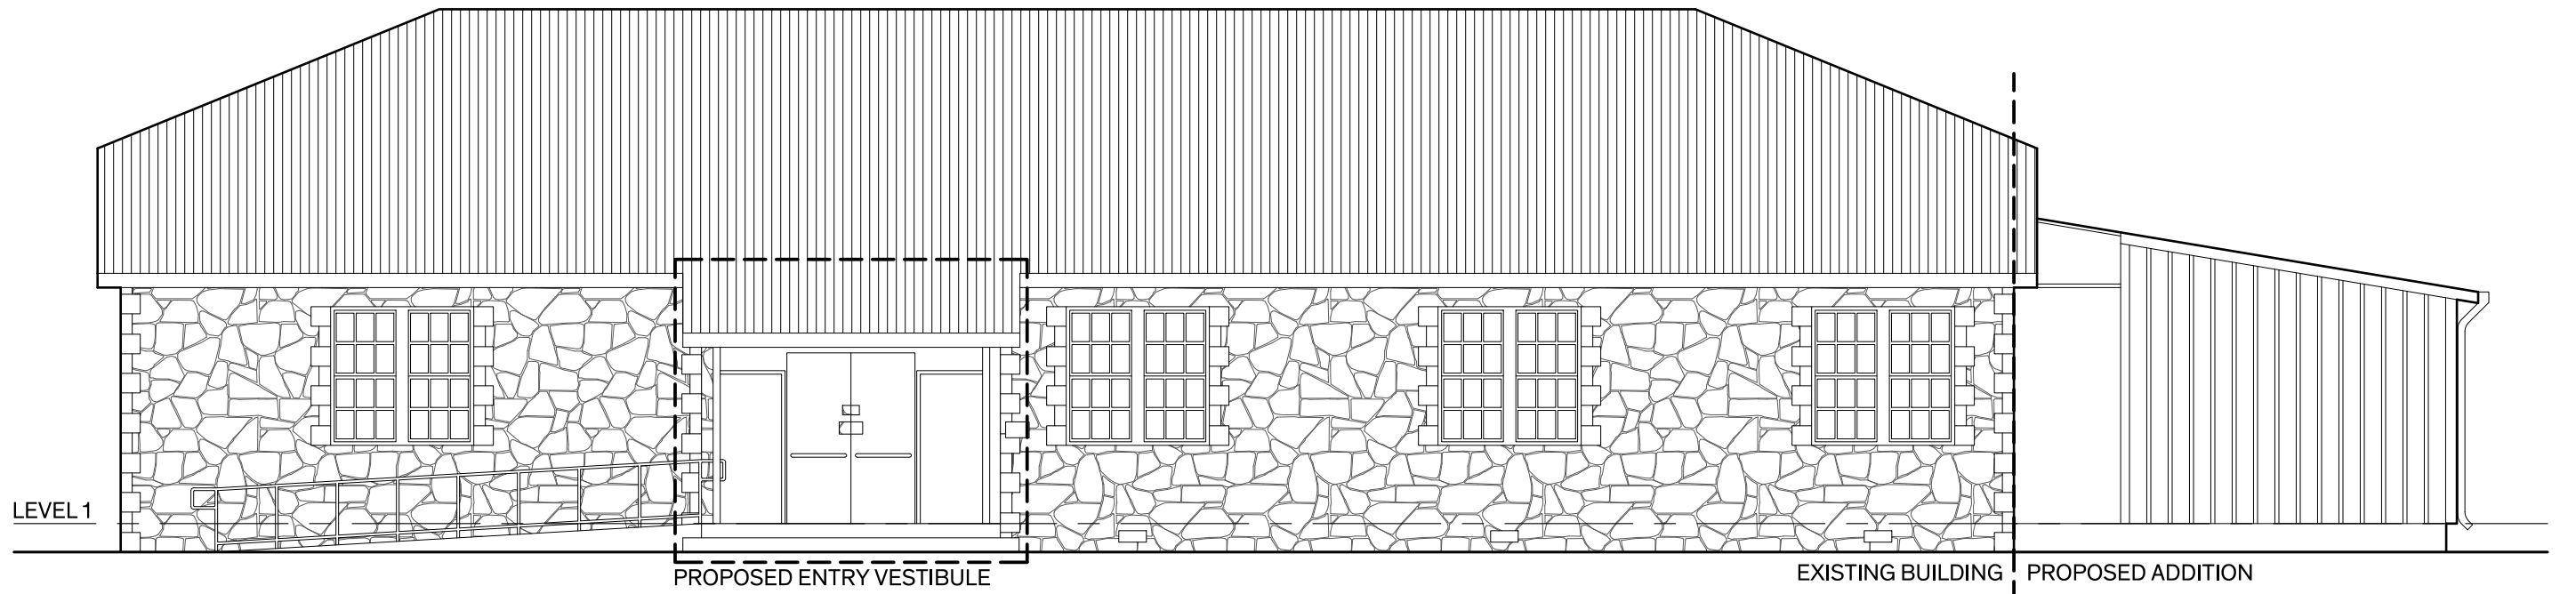 LEVEL 1
PROPOSED ENTRY VESTIBULE
EXISTING BUILDING
PROPOSED ADDITION